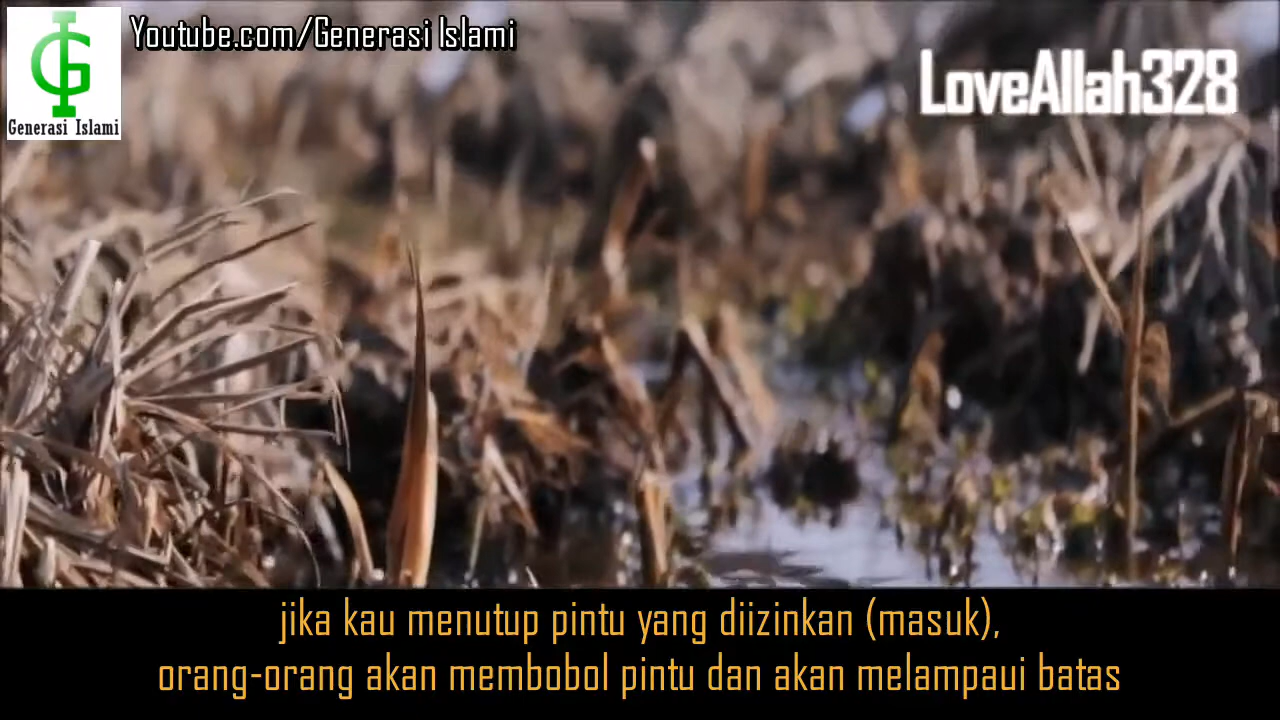 Youtube.com/Generasi Islami
LoveAllah328
GI
Generasi Islami
jika kau menutup pintu yang diizinkan (masuk),
orang-orang akan membobol pintu dan akan melampaui batas